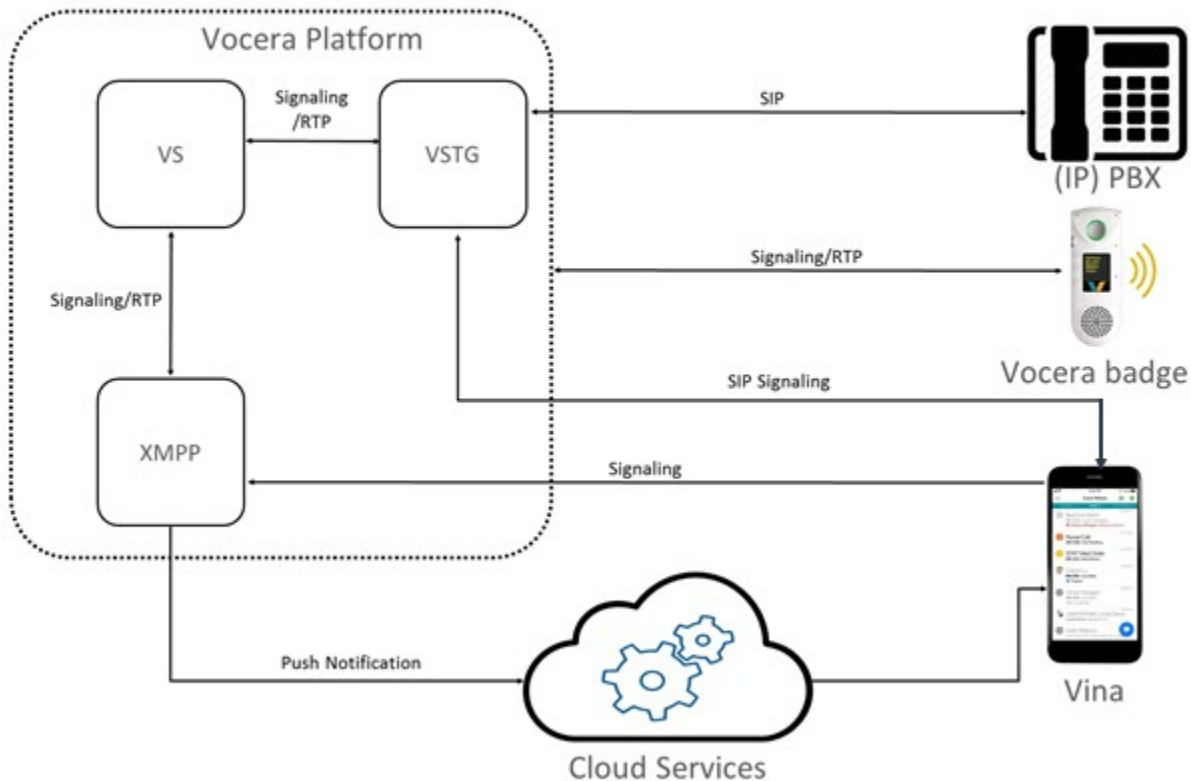 Vocera Platform
Signaling
/RTP
SIP
VS
VSTG
(IP) PBX
Signaling/RTP
Signaling/RTP
Vocera badge
SIP Signaling
XMPP
Signaling
Push Notification
Vina
Cloud Services